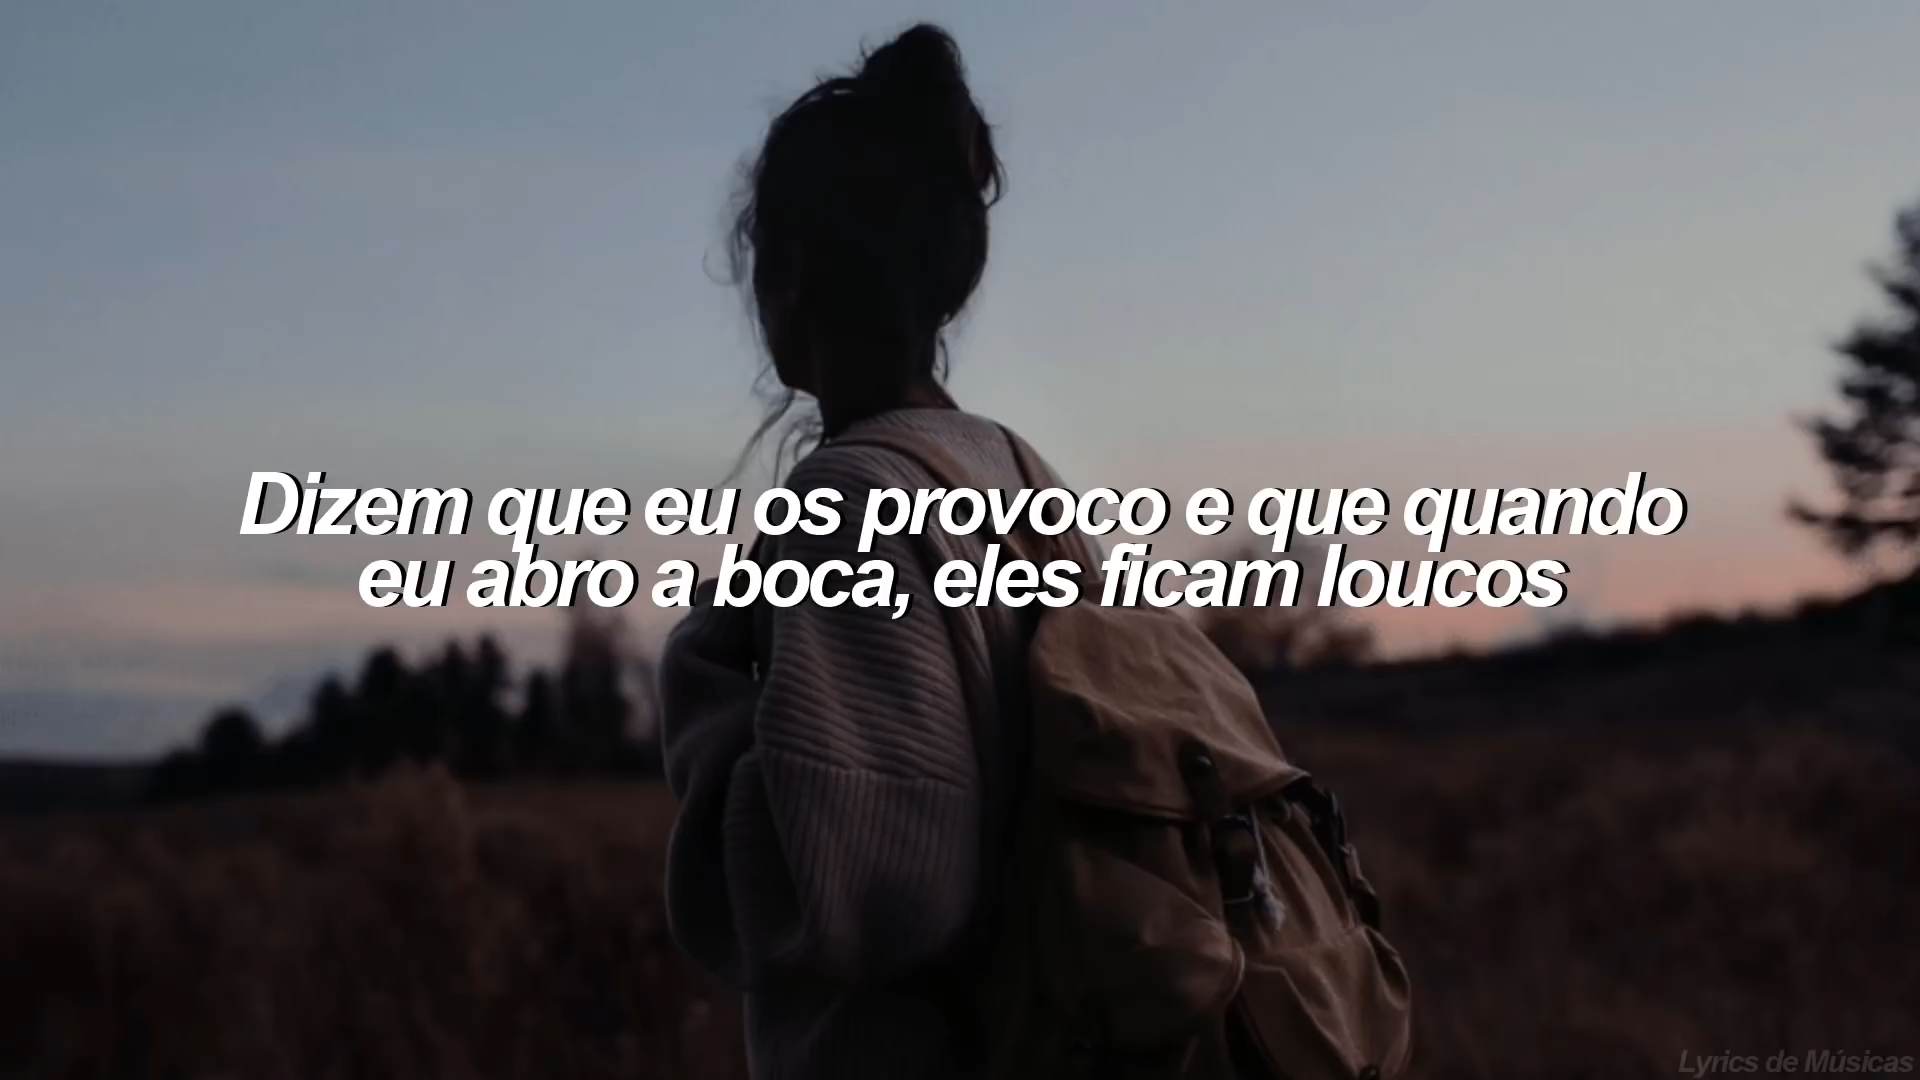 Dizem que eu os provoco e que quando
eu abro a boca, eles ficam loucos
Lyrics de Músicas